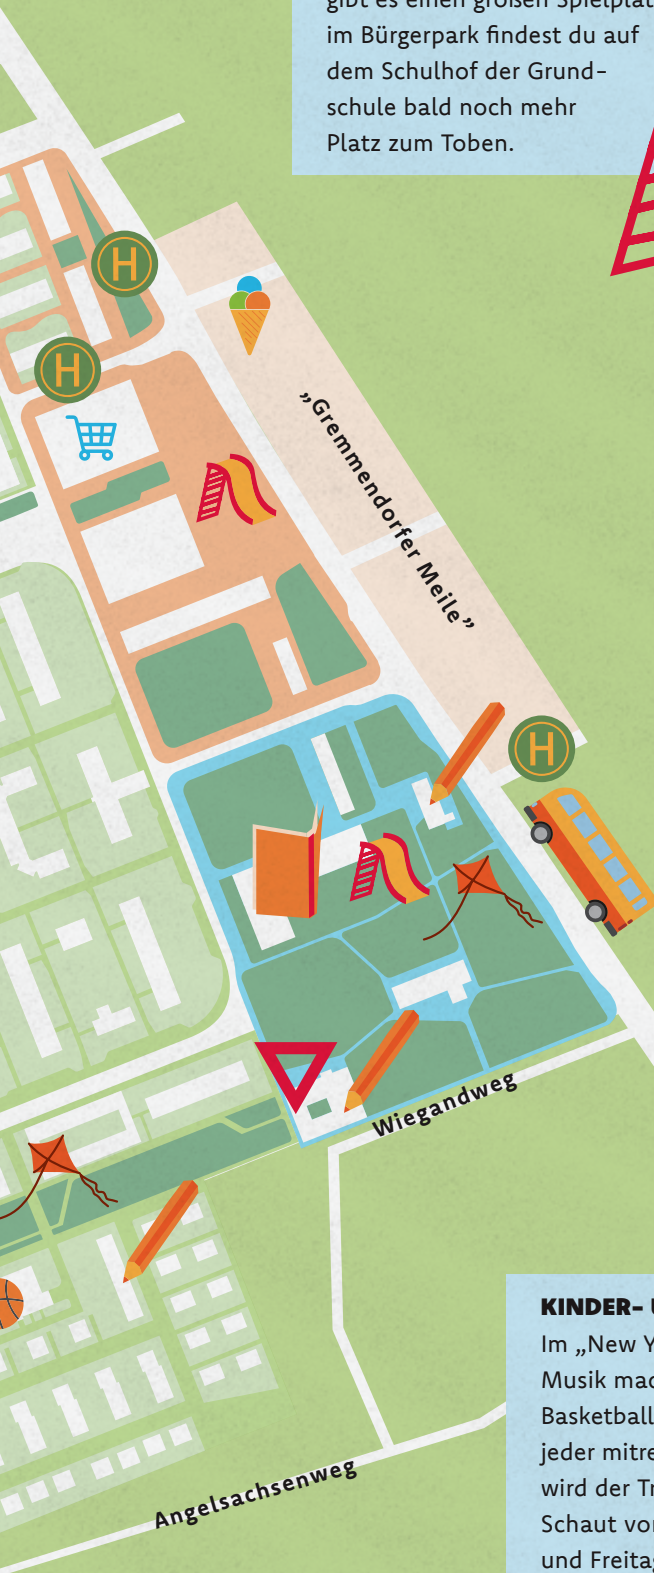 gibt es einen großen Spielplat
im Bürgerpark findest du auf
dem Schulhof der Grund-
schule bald noch mehr
Platz zum Toben.
H
H
„Gremmendorfer Meile”
H
Wiegandweg
Angelsachsenweg
KINDER-
Im „New Y
Musik mac
Basketball
jeder mitre
wird der Tr
Schaut vor
und Freitag